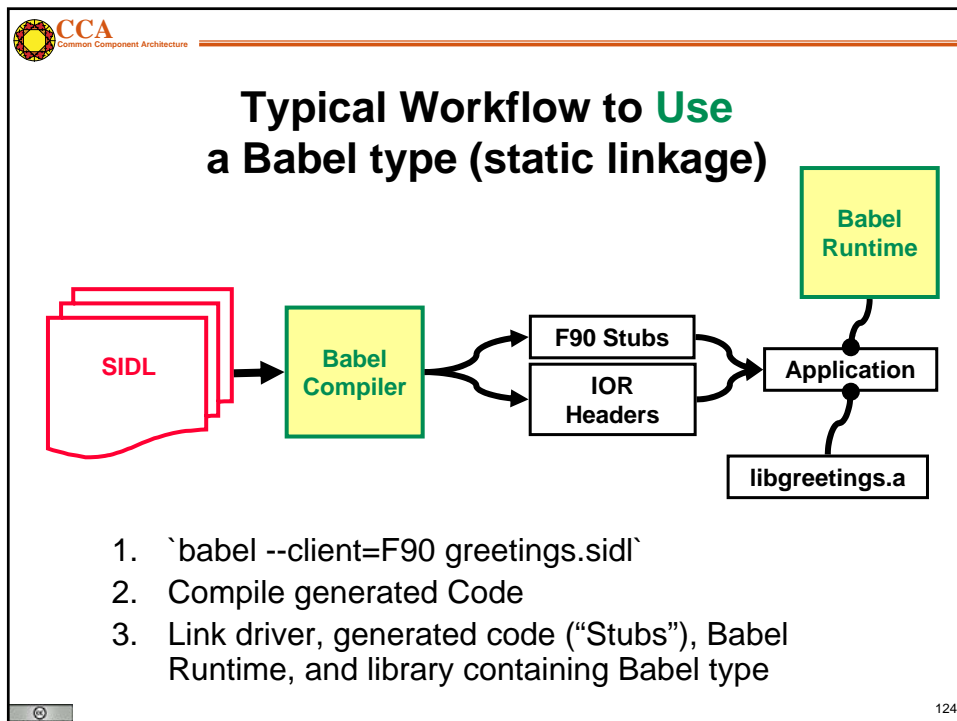 CCA
Common Component Architecture
Typical Workflow to Use
a Babel type (static linkage)
Babel
Runtime
SIDL
Babel
Compiler
F90 Stubs
IOR
Headers
Application
libgreetings.a
1. `babel --client=F90 greetings.sidl`
2. Compile generated Code
3. Link driver, generated code (“Stubs”), Babel
Runtime, and library containing Babel type
cc
124